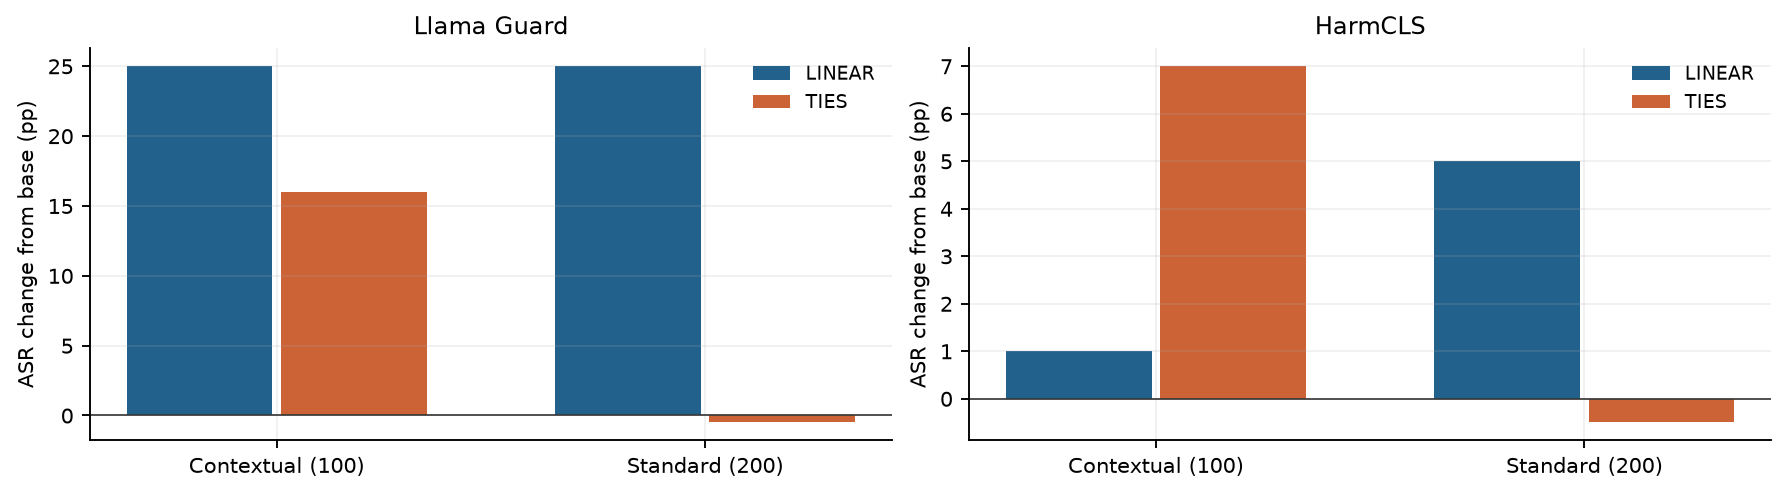 Llama Guard
ASR change from base (pp)
25
20
15
10
5
0
LINEAR
TIES
Contextual (100)
Standard (200)
HarmCLS
ASR change from base (pp)
7
6
5
4
3
2
1
0
LINEAR
TIES
Contextual (100)
Standard (200)